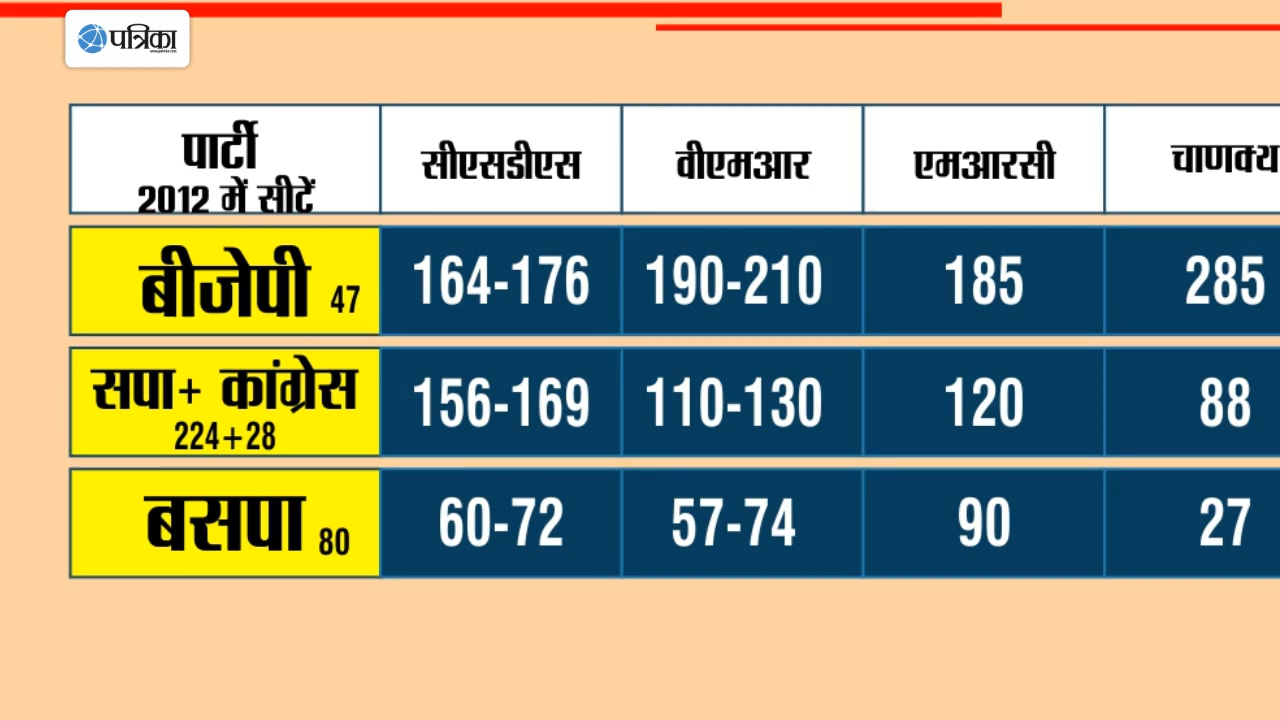 पत्रिका
पार्टी
2012 में सीटें
सीएसडीएस
वीएमआर
एमआरसी
चाणक्य
बीजेपी 47
164-176
190-210
185
285
सपा+ कांग्रेस
224+28
156-169
110-130
120
88
बसपा 80
60-72
57-74
90
27